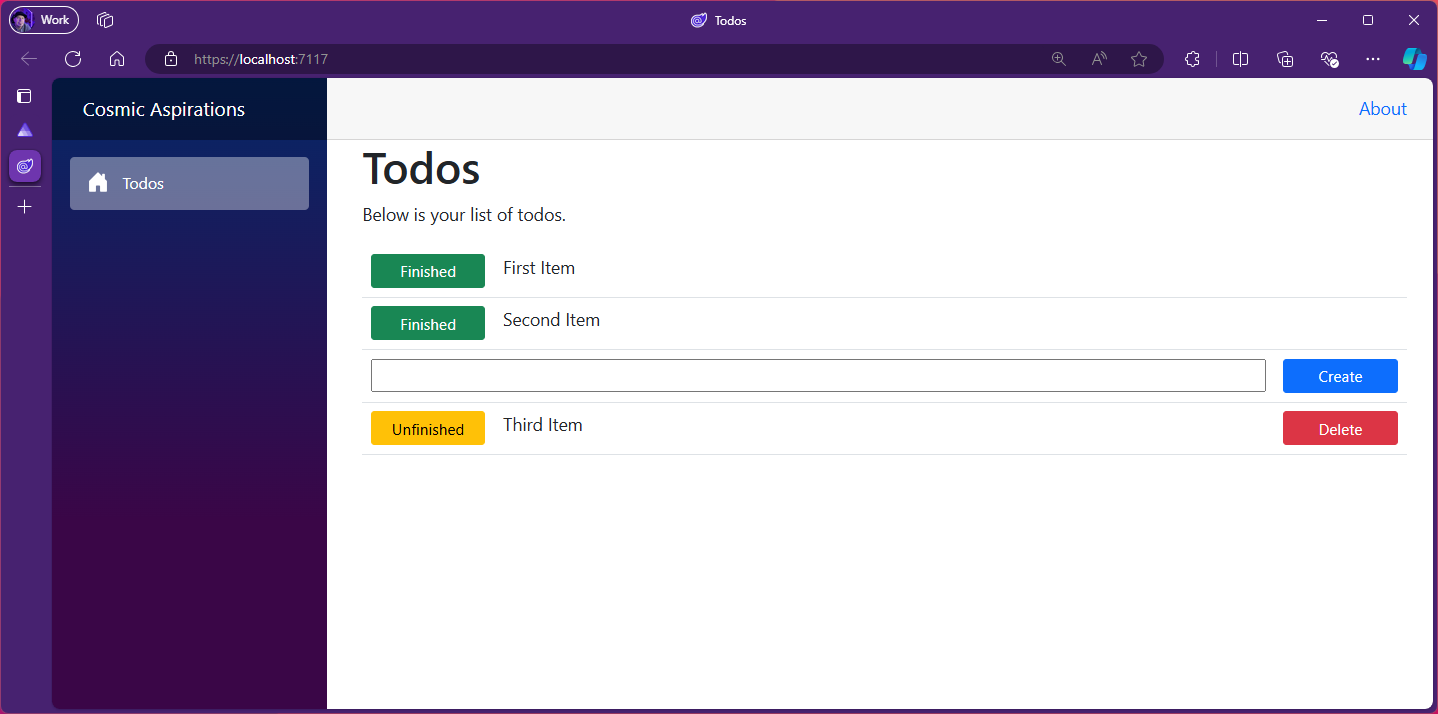 Work
Todos
https://localhost:7117
Cosmic Aspirations
About
Todos
Todos
Below is your list of todos.
Finished First Item
Finished Second Item
Create
Unfinished Third Item Delete